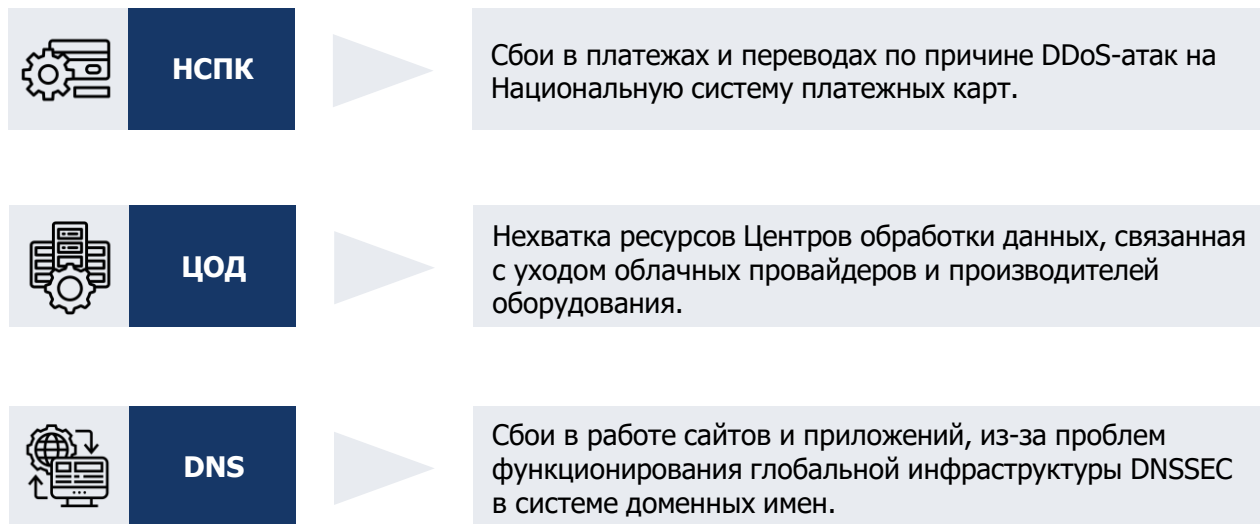 НСПК
Сбои в платежах и переводах по причине DDoS-атак на
Национальную систему платежных карт.
ЦОД
Нехватка ресурсов Центров обработки данных, связанная
с уходом облачных провайдеров и производителей
оборудования.
DNS
Сбои в работе сайтов и приложений, из-за проблем
функционирования глобальной инфраструктуры DNSSEC
в системе доменных имен.